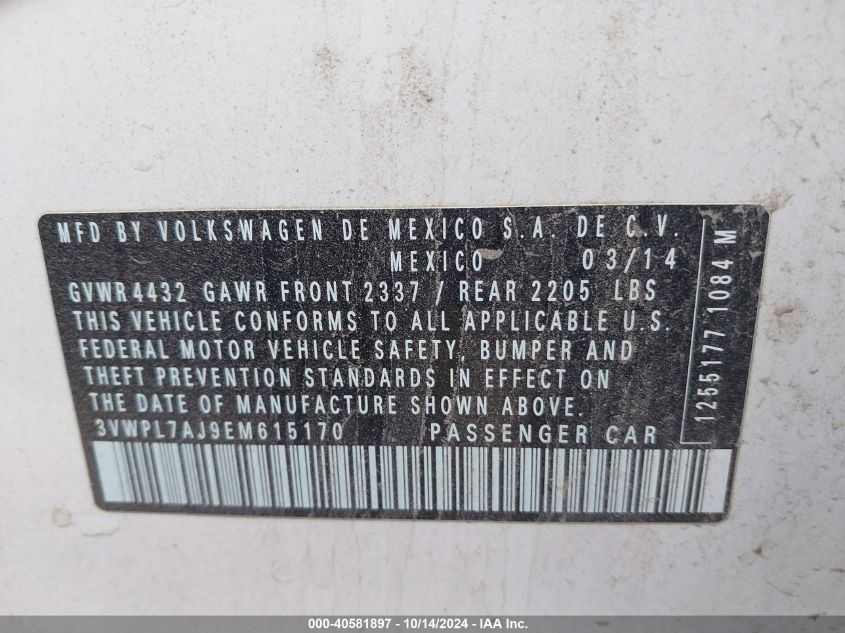 MFD BY VOLKSWAGEN DE MEXICO S.A. DE C.V.
MEXICO 03/14
GVWR4432 GAWR FRONT 2337 / REAR 2205 LBS
THIS VEHICLE CONFORMS TO ALL APPLICABLE U.S.
FEDERAL MOTOR VEHICLE SAFETY, BUMPER AND
THEFT PREVENTION STANDARDS IN EFFECT ON
THE DATE OF MANUFACTURE SHOWN ABOVE.
3VWPL7AJ9EM615170 PASSENGER CAR
1255177 1084 M
000-40581897 - 10/14/2024 - IAAI.com